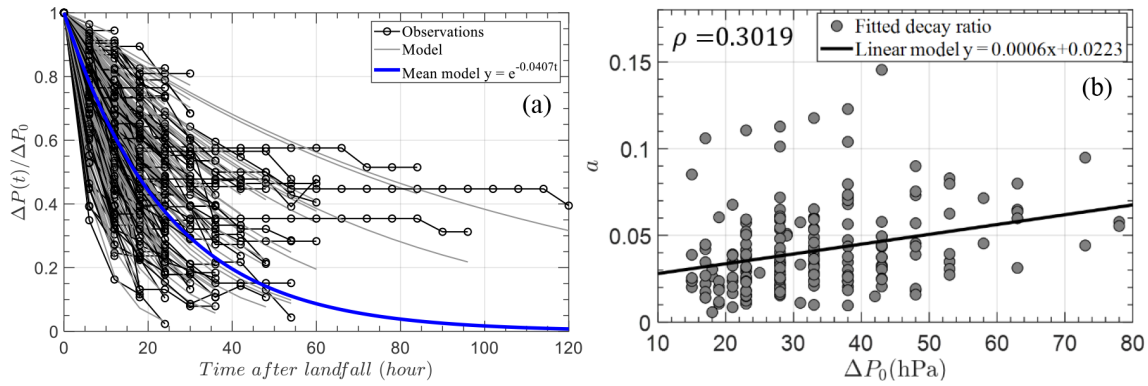 Observations
Model
Mean model y = e^-0.0407t
(a)
1
0.8
0.6
0.4
0.2
0
0 20 40 60 80 100 120
ΔP(t)/ΔP₀
Time after landfall (hour)
ρ =0.3019
Fitted decay ratio
Linear model y = 0.0006x+0.0223
(b)
0.15
0.1
0.05
0
10 20 30 40 50 60 70 80
a
ΔP₀(hPa)